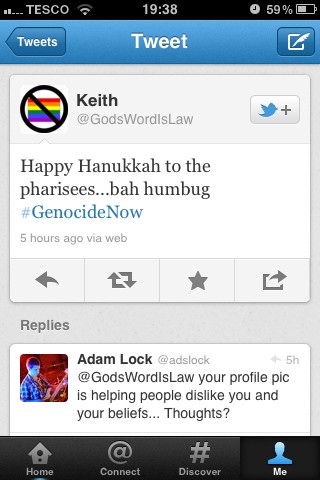 TESCO 19:38 59%
Tweets Tweet
Keith
@GodsWordIsLaw
+
Happy Hanukkah to the
pharisees...bah humbug
#GenocideNow
5 hours ago via web
Replies
Adam Lock @adslock 5h
@GodsWordIsLaw your profile pic
is helping people dislike you and
your beliefs... Thoughts?
@ #
Home Connect Discover Me